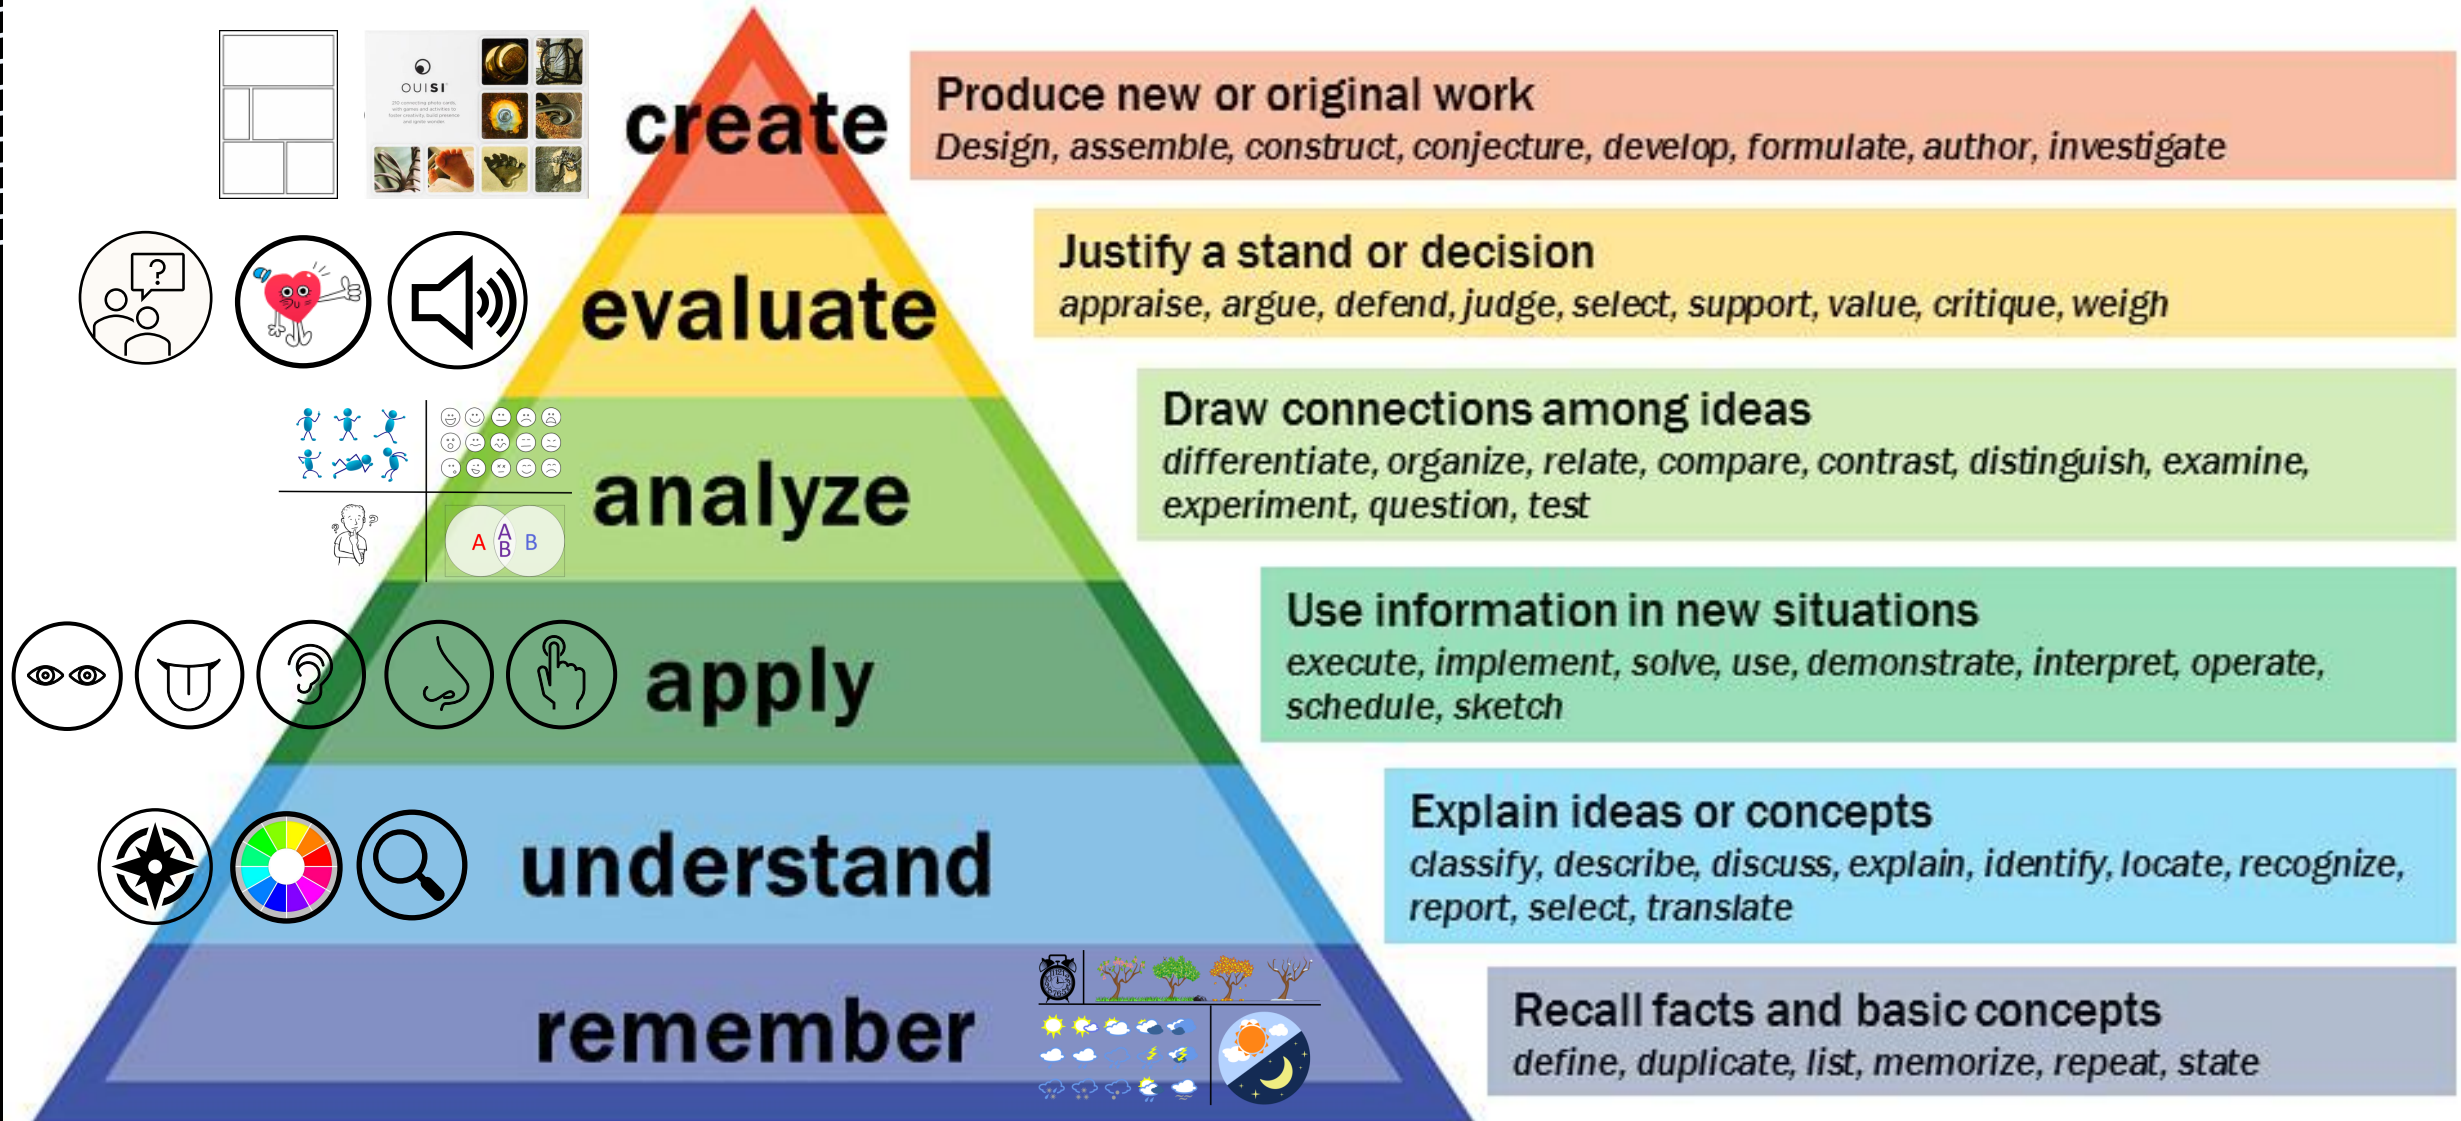 OUISI
create
Produce new or original work
Design, assemble, construct, conjecture, develop, formulate, author, investigate
?
evaluate
Justify a stand or decision
appraise, argue, defend, judge, select, support, value, critique, weigh
analyze
Draw connections among ideas
differentiate, organize, relate, compare, contrast, distinguish, examine,
experiment, question, test
? ?
A A B B
apply
Use information in new situations
execute, implement, solve, use, demonstrate, interpret, operate,
schedule, sketch
understand
Explain ideas or concepts
classify, describe, discuss, explain, identify, locate, recognize,
report, select, translate
remember
Recall facts and basic concepts
define, duplicate, list, memorize, repeat, state